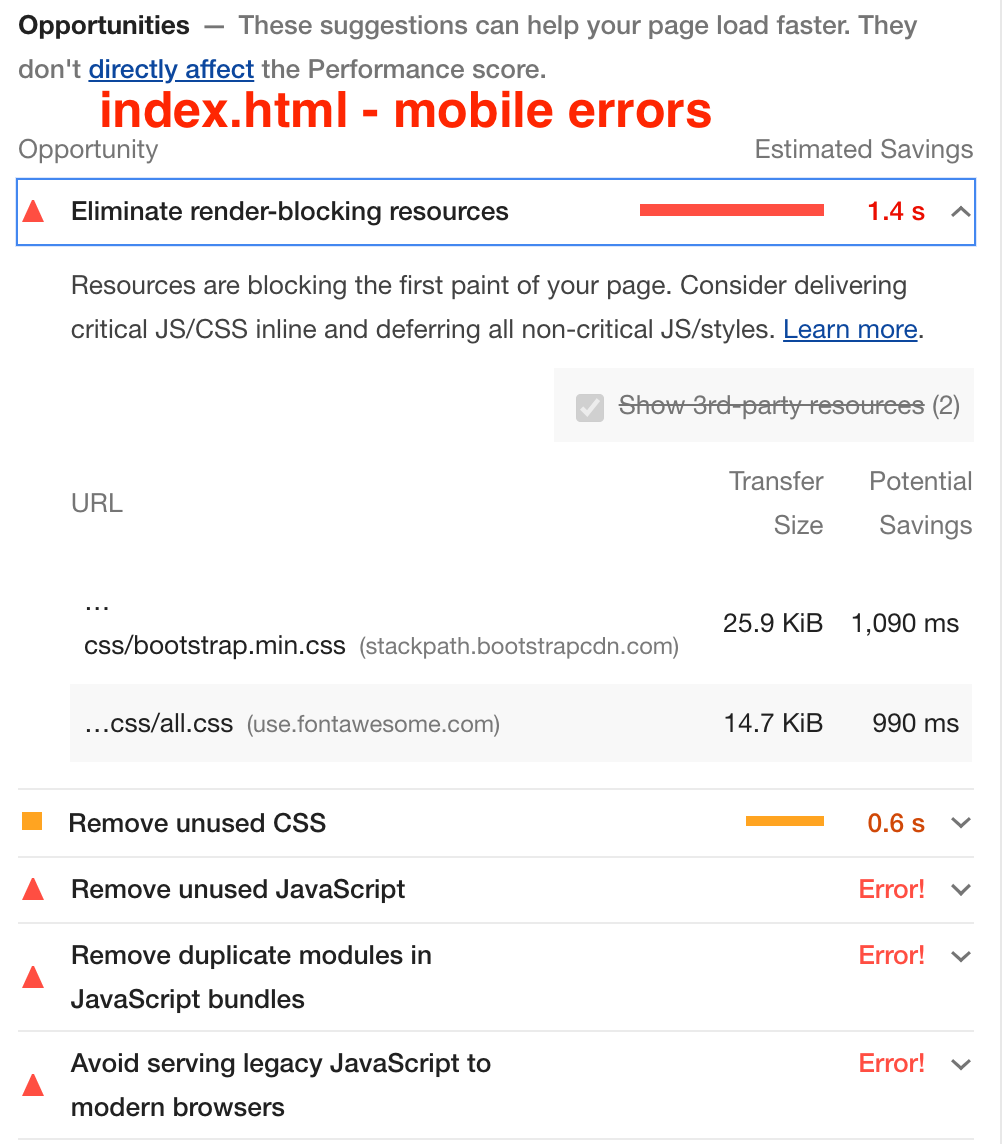 Opportunities — These suggestions can help your page load faster. They
don't directly affect the Performance score.
index.html - mobile errors
Opportunity Estimated Savings
Eliminate render-blocking resources 1.4 s
Resources are blocking the first paint of your page. Consider delivering
critical JS/CSS inline and deferring all non-critical JS/styles. Learn more.
Show 3rd-party resources (2)
URL
Transfer Size
Potential Savings
…
css/bootstrap.min.css (stackpath.bootstrapcdn.com) 25.9 KiB 1,090 ms
…css/all.css (use.fontawesome.com) 14.7 KiB 990 ms
Remove unused CSS 0.6 s
Remove unused JavaScript Error!
Remove duplicate modules in Error!
JavaScript bundles
Avoid serving legacy JavaScript to Error!
modern browsers